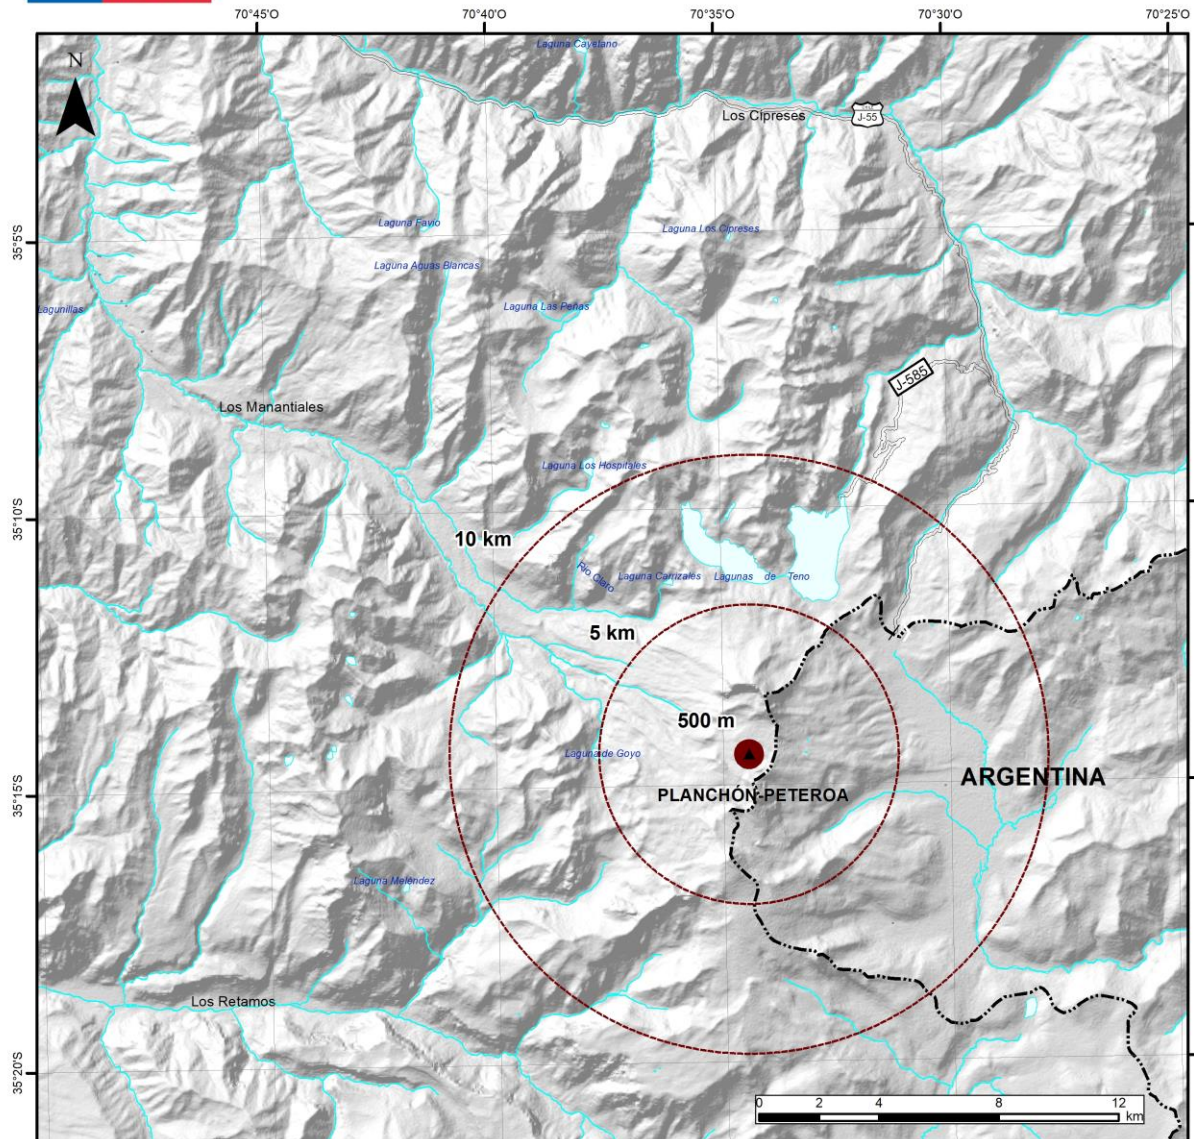 70°45'O
70°40'O
70°35'O
70°30'O
70°25'O
N
Laguna Cayetano
Los Cipreses
J-55
35°5'S
Laguna Favio
Laguna Los Cipreses
Laguna Aguas Blancas
Lagunillas
Laguna Las Peñas
J-585
Los Manantiales
Laguna Los Hospitales
35°10'S
10 km
Río Claro
Laguna Carrizales
Lagunas de Teno
5 km
500 m
Laguna de Goyo
ARGENTINA
35°15'S
PLANCHÓN-PETEROA
Laguna Meléndez
Los Retamos
35°20'S
0 2 4 8 12
km